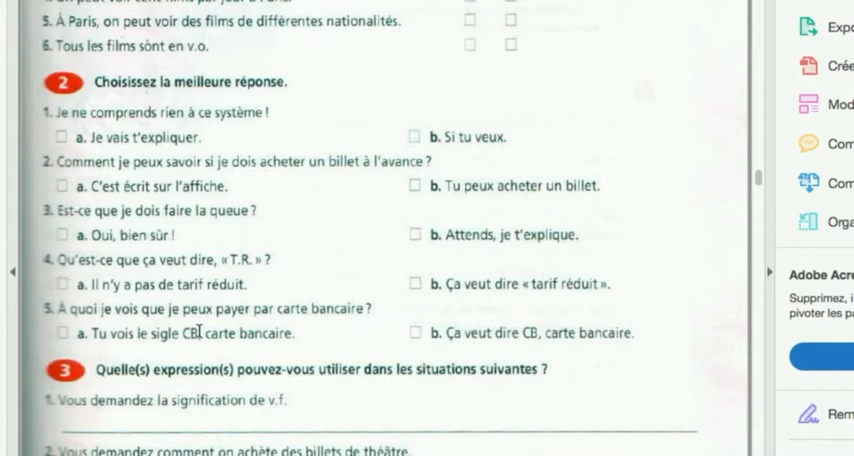 5. À Paris, on peut voir des films de différentes nationalités.
6. Tous les films sont en v.o.
2 Choisissez la meilleure réponse.
1. Je ne comprends rien à ce système !
a. Je vais t'expliquer. b. Si tu veux.
2. Comment je peux savoir si je dois acheter un billet à l'avance ?
a. C'est écrit sur l'affiche. b. Tu peux acheter un billet.
3. Est-ce que je dois faire la queue ?
a. Oui, bien sûr ! b. Attends, je t'explique.
4. Qu'est-ce que ça veut dire, « T.R. » ?
a. Il n'y a pas de tarif réduit. b. Ça veut dire « tarif réduit ».
5. À quoi je vois que je peux payer par carte bancaire ?
a. Tu vois le sigle CB, carte bancaire. b. Ça veut dire CB, carte bancaire.
3 Quelle(s) expression(s) pouvez-vous utiliser dans les situations suivantes ?
1. Vous demandez la signification de v.f.
2. Vous demandez comment on achète des billets de théâtre.
Expo
Crée
Mod
Com
Com
Orga
Adobe Acro
Supprimez, i
pivoter les pa
Rem